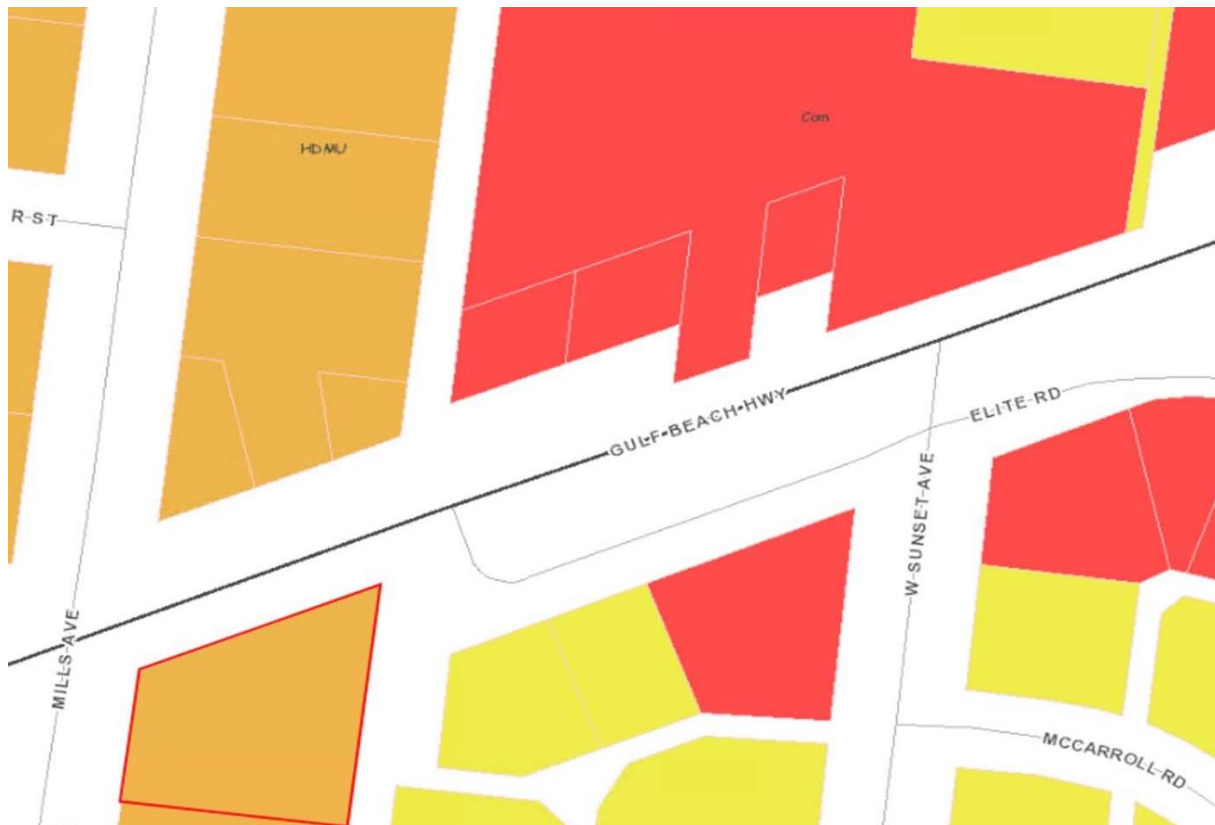 Com
HDMU
R ST
GULF BEACH HWY
ELITE RD
W SUNSET AVE
MILLS AVE
MCCARROLL RD